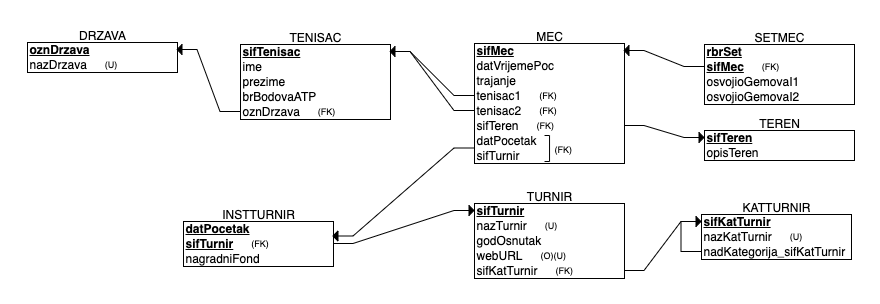 DRZAVA
oznDrzava
nazDrzava (U)
TENISAC
sifTenisac
ime
prezime
brBodovaATP
oznDrzava (FK)
MEC
sifMec
datVrijemePoc
trajanje
tenisac1 (FK)
tenisac2 (FK)
sifTeren (FK)
datPocetak
sifTurnir (FK)
SETMEC
rbrSet
sifMec (FK)
osvojioGemova1
osvojioGemova2
TEREN
sifTeren
opisTeren
INSTTURNIR
datPocetak
sifTurnir (FK)
nagradniFond
TURNIR
sifTurnir
nazTurnir (U)
godOsnutak
webURL (O)(U)
sifKatTurnir (FK)
KATTURNIR
sifKatTurnir
nazKatTurnir (U)
nadKategorija_sifKatTurnir